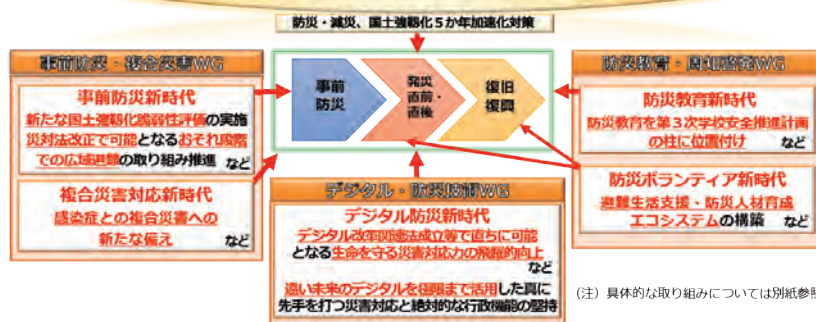 防災・減災、国土強靱化5か年加速化対策
事前防災・複合災害WG
事前防災新時代
新たな国土強靱化脆弱性評価の実施
災対法改正で可能となるおそれ段階
での広域避難の取り組み推進 など
複合災害対応新時代
感染症との複合災害への
新たな備え など
事前
防災
発災
直前・
直後
復旧
復興
デジタル・防災技術WG
デジタル防災新時代
デジタル改革関連法成立等で直ちに可能
となる生命を守る災害対応力の飛躍的向上
など
遠い未来のデジタルを極限まで活用した真に
先手を打つ災害対応と絶対的な行政機能の堅持
防災教育・周知啓発WG
防災教育新時代
防災教育を第3次学校安全推進計画
の柱に位置付け など
防災ボランティア新時代
避難生活支援・防災人材育成
エコシステムの構築 など
(注)具体的な取り組みについては別紙参照